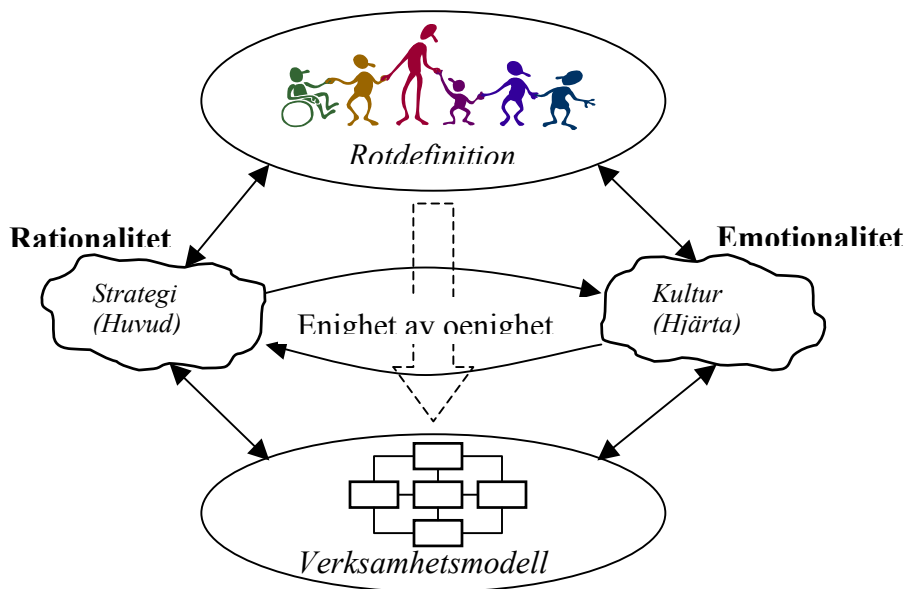 Rotdefinition
Rationalitet
Emotionalitet
Strategi
(Huvud)
Kultur
(Hjärta)
Enighet av oenighet
Verksamhetsmodell